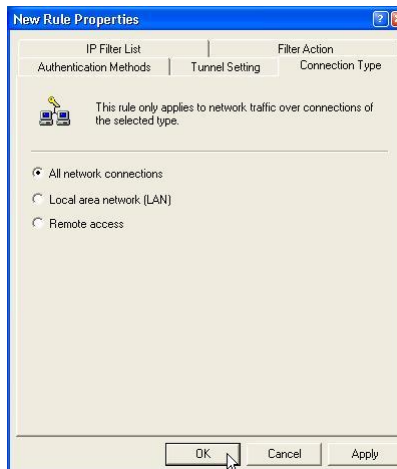 New Rule Properties
IP Filter List
Filter Action
Authentication Methods
Tunnel Setting
Connection Type
This rule only applies to network traffic over connections of
the selected type.
All network connections
Local area network (LAN)
Remote access
OK
Cancel
Apply